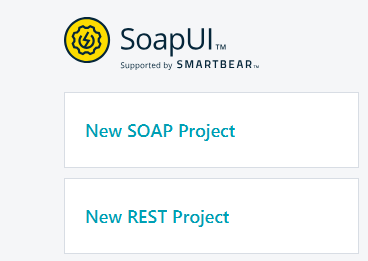 SoapUI™
Supported by SMARTBEAR™
New SOAP Project
New REST Project